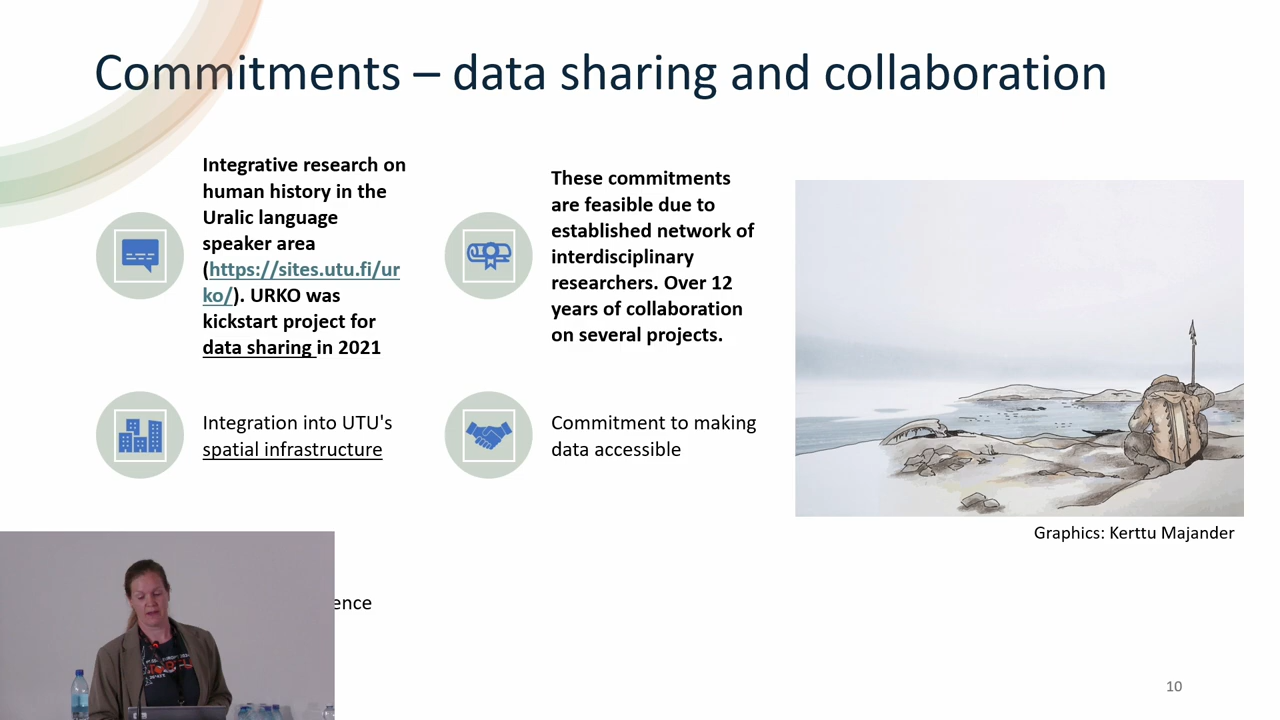 Commitments – data sharing and collaboration
Integrative research on
human history in the
Uralic language
speaker area
(https://sites.utu.fi/ur
ko/). URKO was
kickstart project for
data sharing in 2021
These commitments
are feasible due to
established network of
interdisciplinary
researchers. Over 12
years of collaboration
on several projects.
Integration into UTU's
spatial infrastructure
Commitment to making
data accessible
Graphics: Kerttu Majander
ence
10